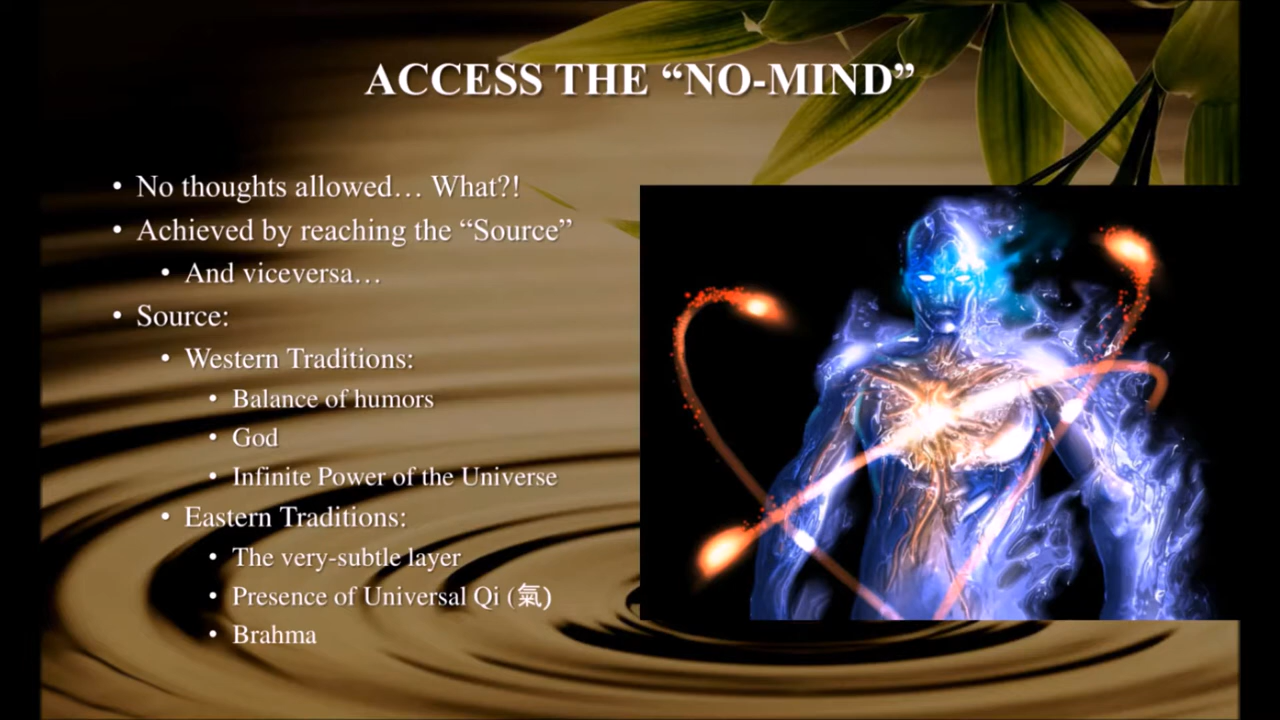 ACCESS THE “NO-MIND”
• No thoughts allowed… What?!
• Achieved by reaching the “Source”
• And viceversa…
• Source:
• Western Traditions:
• Balance of humors
• God
• Infinite Power of the Universe
• Eastern Traditions:
• The very-subtle layer
• Presence of Universal Qi (氣)
• Brahma